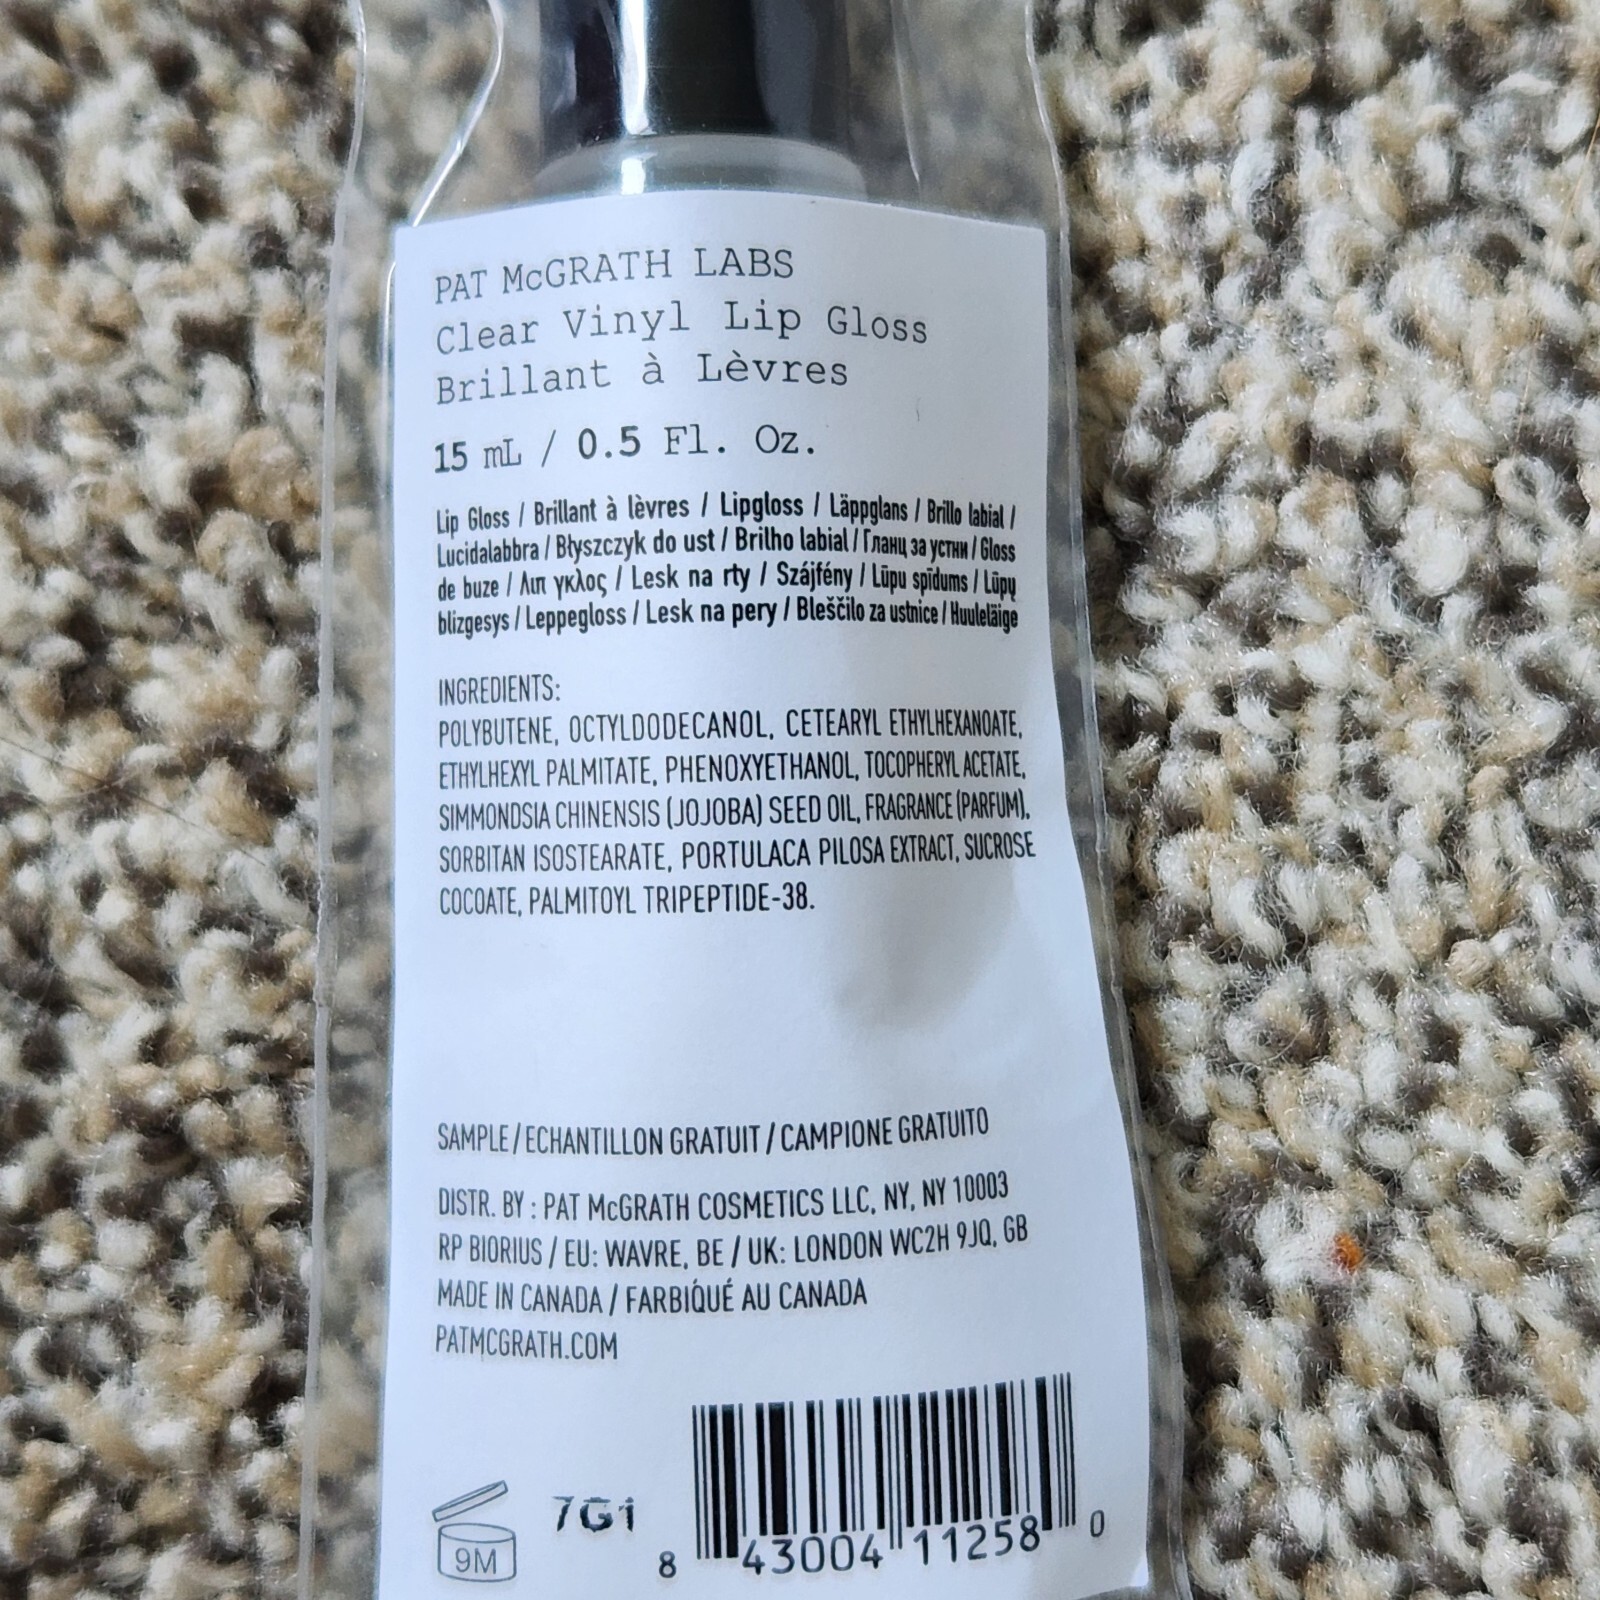 PAT McGRATH LABS
Clear Vinyl Lip Gloss
Brillant à Lèvres
15 mL / 0.5 Fl. Oz.
Lip Gloss / Brillant à lèvres / Lipgloss / Läppglans / Brillo labial /
Lucidalabbra / Błyszczyk do ust / Brilho labial / Гланц за устни / Gloss
de buze / Λιπ γκλος / Lesk na rty / Szájfény / Lūpu spīdums / Lūpų
blizgesys / Leppegloss / Lesk na pery / Bleščilo za ustnice / Huuleläige
INGREDIENTS:
POLYBUTENE, OCTYLDODECANOL, CETEARYL ETHYLHEXANOATE,
ETHYLHEXYL PALMITATE, PHENOXYETHANOL, TOCOPHERYL ACETATE,
SIMMONDSIA CHINENSIS (JOJOBA) SEED OIL, FRAGRANCE (PARFUM),
SORBITAN ISOSTEARATE, PORTULACA PILOSA EXTRACT, SUCROSE
COCOATE, PALMITOYL TRIPEPTIDE-38.
SAMPLE / ECHANTILLON GRATUIT / CAMPIONE GRATUITO
DISTR. BY : PAT McGRATH COSMETICS LLC, NY, NY 10003
RP BIORIUS / EU: WAVRE, BE / UK: LONDON WC2H 9JQ, GB
MADE IN CANADA / FARBIQUÉ AU CANADA
PATMCGRATH.COM
9M
7G1
8 43004 11258 0